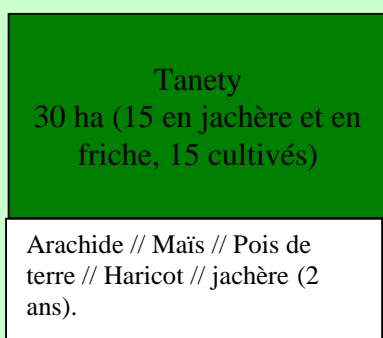 Tanety
30 ha (15 en jachère et en
friche, 15 cultivés)
Arachide // Maïs // Pois de
terre // Haricot // jachère (2
ans).